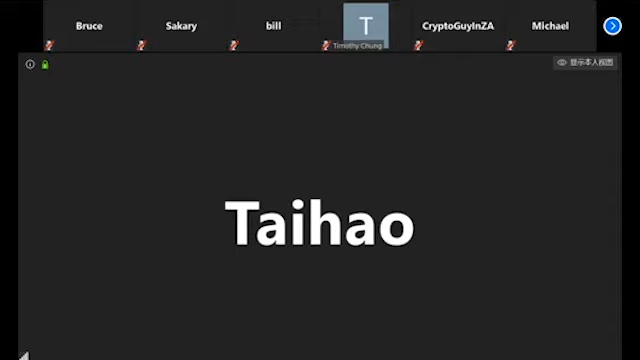 Bruce
Sakary
bill
T
Timothy Chung
CryptoGuyInZA
Michael
显示本人视图
Taihao